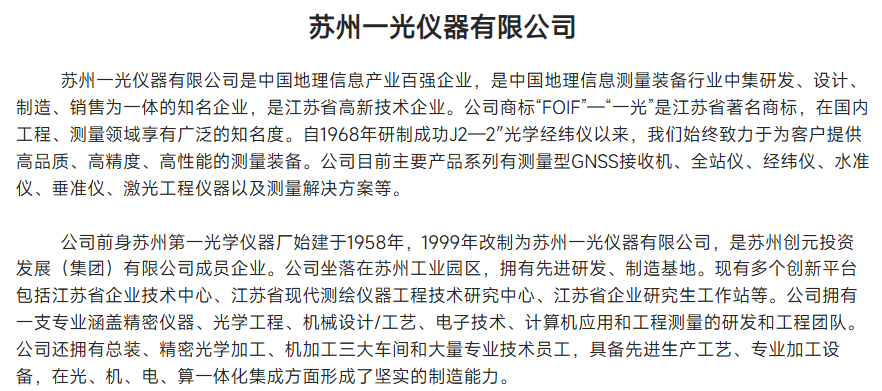 苏州一光仪器有限公司
苏州一光仪器有限公司是中国地理信息产业百强企业，是中国地理信息测量装备行业中集研发、设计、
制造、销售为一体的知名企业，是江苏省高新技术企业。公司商标“FOIF”—“一光”是江苏省著名商标，在国内
工程、测量领域享有广泛的知名度。自1968年研制成功J2—2″光学经纬仪以来，我们始终致力于为客户提供
高品质、高精度、高性能的测量装备。公司目前主要产品系列有测量型GNSS接收机、全站仪、经纬仪、水准
仪、垂准仪、激光工程仪器以及测量解决方案等。
公司前身苏州第一光学仪器厂始建于1958年，1999年改制为苏州一光仪器有限公司，是苏州创元投资
发展（集团）有限公司成员企业。公司坐落在苏州工业园区，拥有先进研发、制造基地。现有多个创新平台
包括江苏省企业技术中心、江苏省现代测绘仪器工程技术研究中心、江苏省企业研究生工作站等。公司拥有
一支专业涵盖精密仪器、光学工程、机械设计/工艺、电子技术、计算机应用和工程测量的研发和工程团队。
公司还拥有总装、精密光学加工、机加工三大车间和大量专业技术员工，具备先进生产工艺、专业加工设
备，在光、机、电、算一体化集成方面形成了坚实的制造能力。